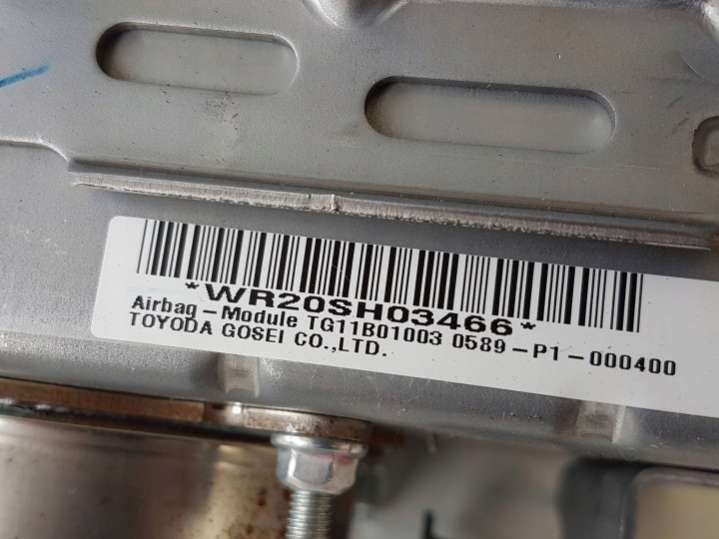 *WR20SH03466*
Airbag-Module TG11B01003 0589-P1-000400
TOYODA GOSEI CO.,LTD.